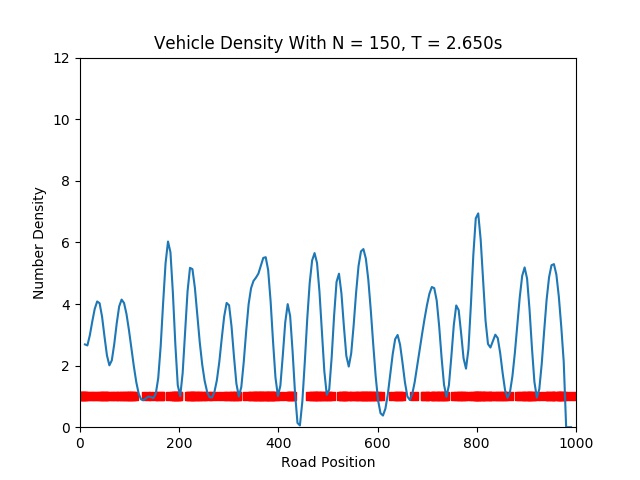 Vehicle Density With N = 150, T = 2.650s
12
10
8
6
4
2
0
Number Density
0 200 400 600 800 1000
Road Position